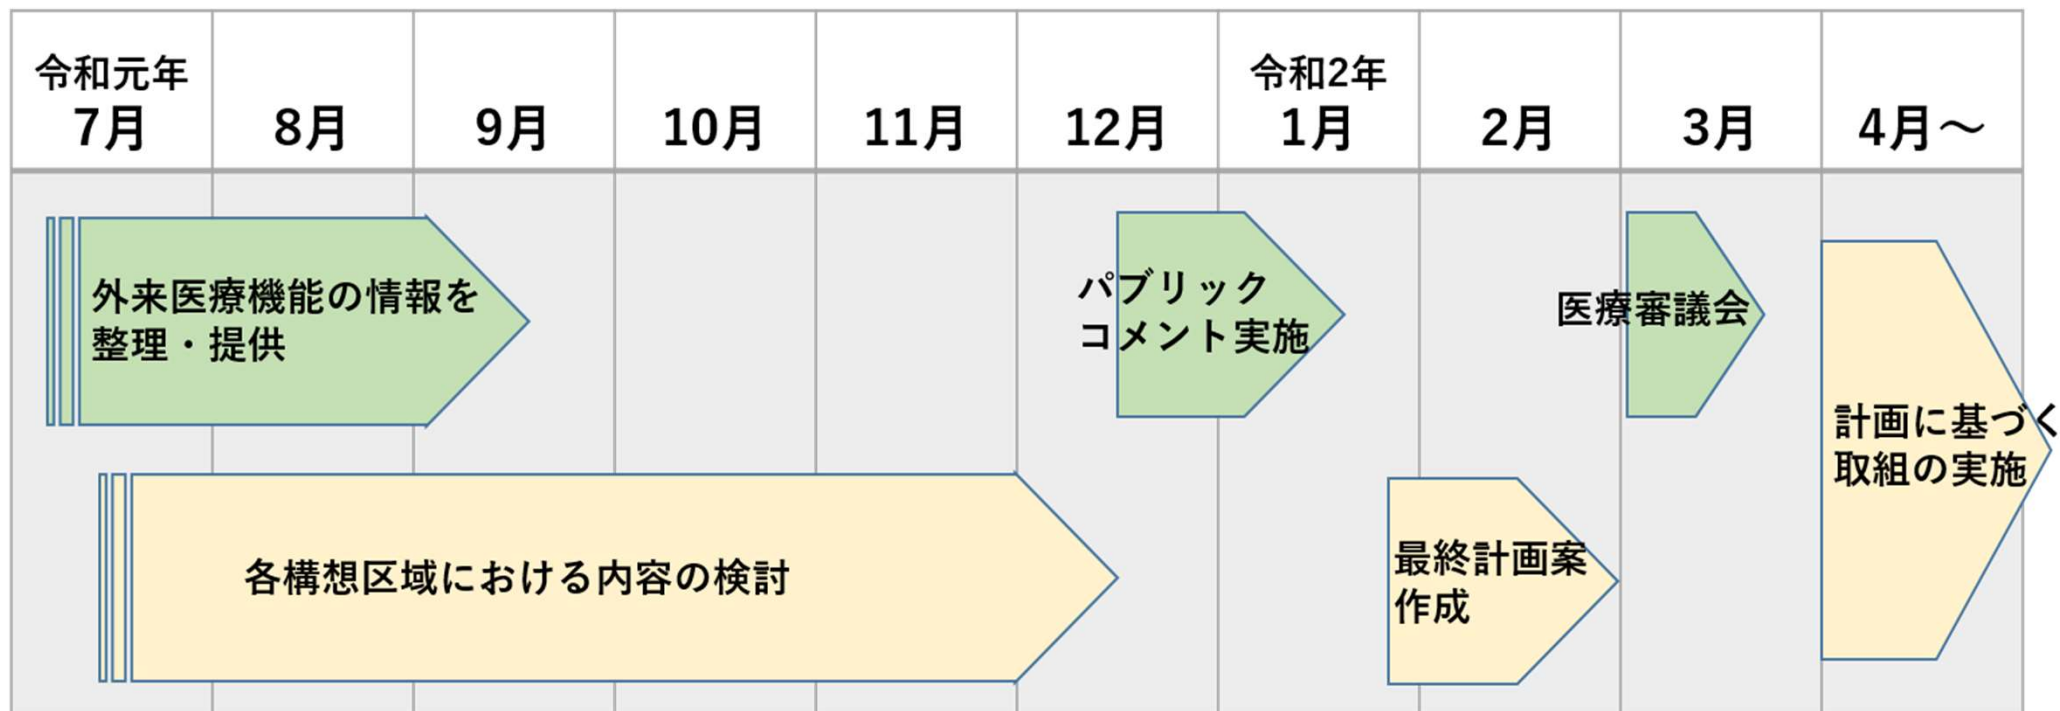 令和元年
7月
8月
9月
10月
11月
12月
令和2年
1月
2月
3月
4月～
外来医療機能の情報を
整理・提供
パブリック
コメント実施
医療審議会
計画に基づく
取組の実施
各構想区域における内容の検討
最終計画案
作成